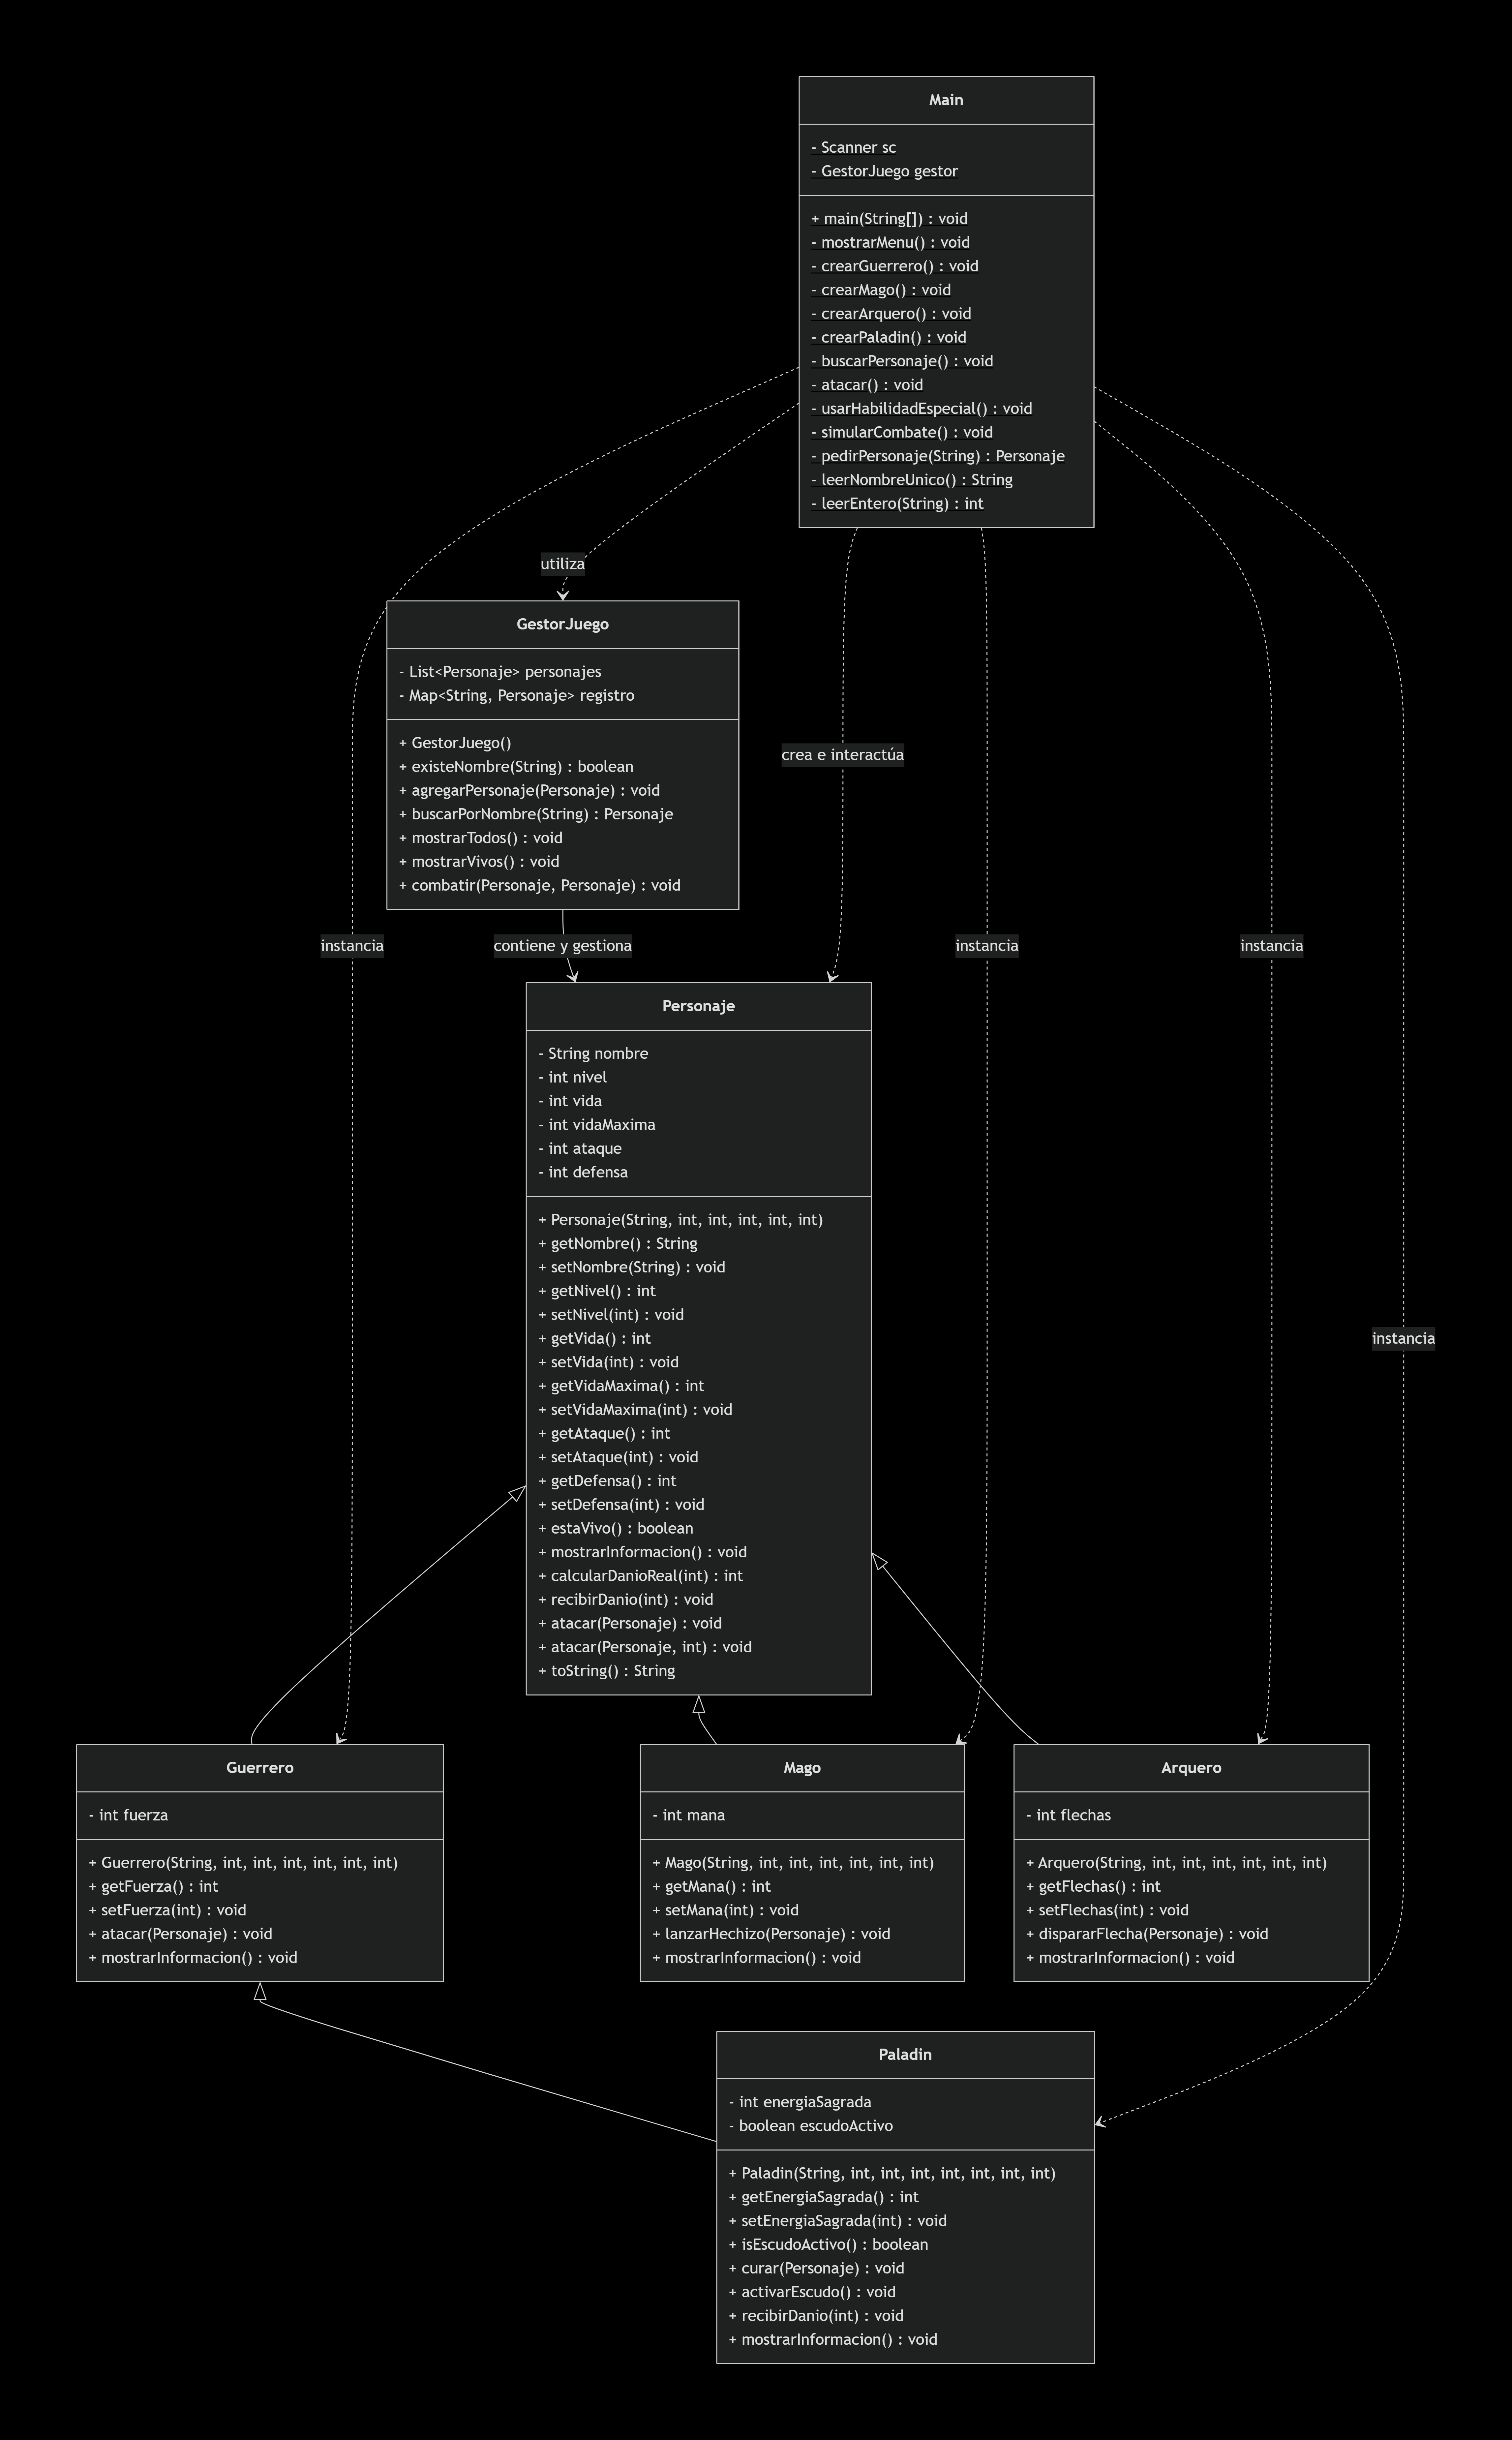 Main
- Scanner sc
- GestorJuego gestor
+ main(String[]) : void
- mostrarMenu() : void
- crearGuerrero() : void
- crearMago() : void
- crearArquero() : void
- crearPaladin() : void
- buscarPersonaje() : void
- atacar() : void
- usarHabilidadEspecial() : void
- simularCombate() : void
- pedirPersonaje(String) : Personaje
- leerNombreUnico() : String
- leerEntero(String) : int
utiliza
GestorJuego
- List<Personaje> personajes
- Map<String, Personaje> registro
+ GestorJuego()
+ existeNombre(String) : boolean
+ agregarPersonaje(Personaje) : void
+ buscarPorNombre(String) : Personaje
+ mostrarTodos() : void
+ mostrarVivos() : void
+ combatir(Personaje, Personaje) : void
crea e interactúa
instancia
contiene y gestiona
instancia
instancia
Personaje
- String nombre
- int nivel
- int vida
- int vidaMaxima
- int ataque
- int defensa
+ Personaje(String, int, int, int, int, int)
+ getNombre() : String
+ setNombre(String) : void
+ getNivel() : int
+ setNivel(int) : void
+ getVida() : int
+ setVida(int) : void
+ getVidaMaxima() : int
+ setVidaMaxima(int) : void
+ getAtaque() : int
+ setAtaque(int) : void
+ getDefensa() : int
+ setDefensa(int) : void
+ estaVivo() : boolean
+ mostrarInformacion() : void
+ calcularDanioReal(int) : int
+ recibirDanio(int) : void
+ atacar(Personaje) : void
+ atacar(Personaje, int) : void
+ toString() : String
instancia
Guerrero
- int fuerza
+ Guerrero(String, int, int, int, int, int, int)
+ getFuerza() : int
+ setFuerza(int) : void
+ atacar(Personaje) : void
+ mostrarInformacion() : void
Mago
- int mana
+ Mago(String, int, int, int, int, int, int)
+ getMana() : int
+ setMana(int) : void
+ lanzarHechizo(Personaje) : void
+ mostrarInformacion() : void
Arquero
- int flechas
+ Arquero(String, int, int, int, int, int, int)
+ getFlechas() : int
+ setFlechas(int) : void
+ dispararFlecha(Personaje) : void
+ mostrarInformacion() : void
Paladin
- int energiaSagrada
- boolean escudoActivo
+ Paladin(String, int, int, int, int, int, int, int)
+ getEnergiaSagrada() : int
+ setEnergiaSagrada(int) : void
+ isEscudoActivo() : boolean
+ curar(Personaje) : void
+ activarEscudo() : void
+ recibirDanio(int) : void
+ mostrarInformacion() : void